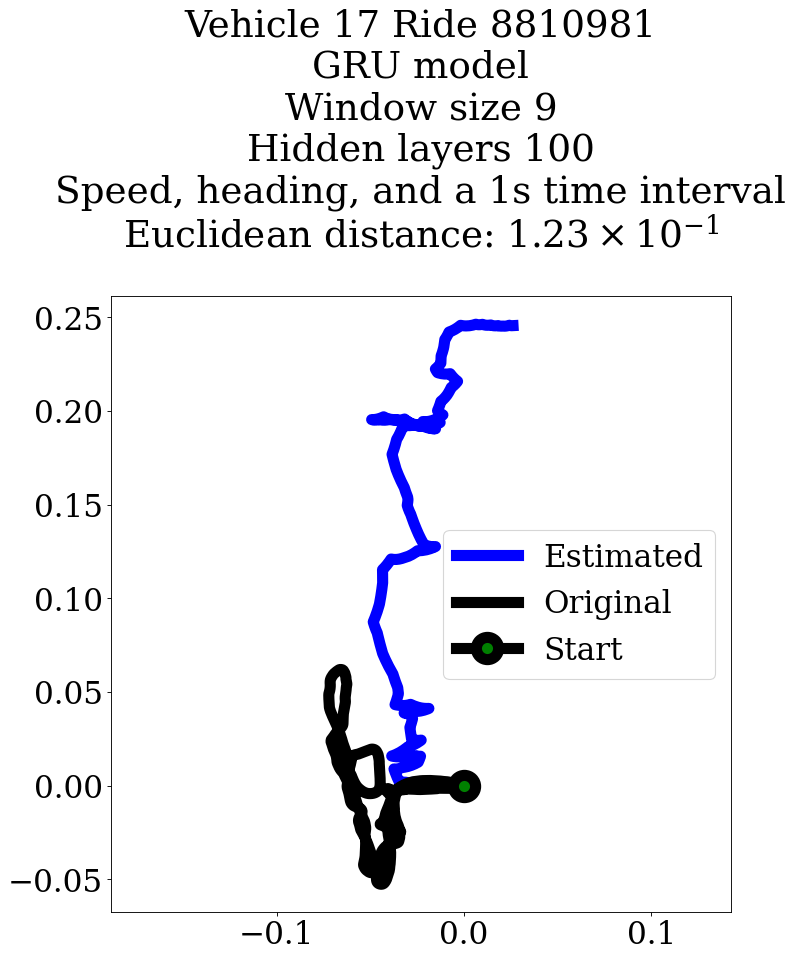 Vehicle 17 Ride 8810981
GRU model
Window size 9
Hidden layers 100
Speed, heading, and a 1s time interval
Euclidean distance: 1.23 × 10⁻¹
0.25
0.20
0.15
0.10
0.05
0.00
−0.05
Estimated
Original
Start
−0.1
0.0
0.1